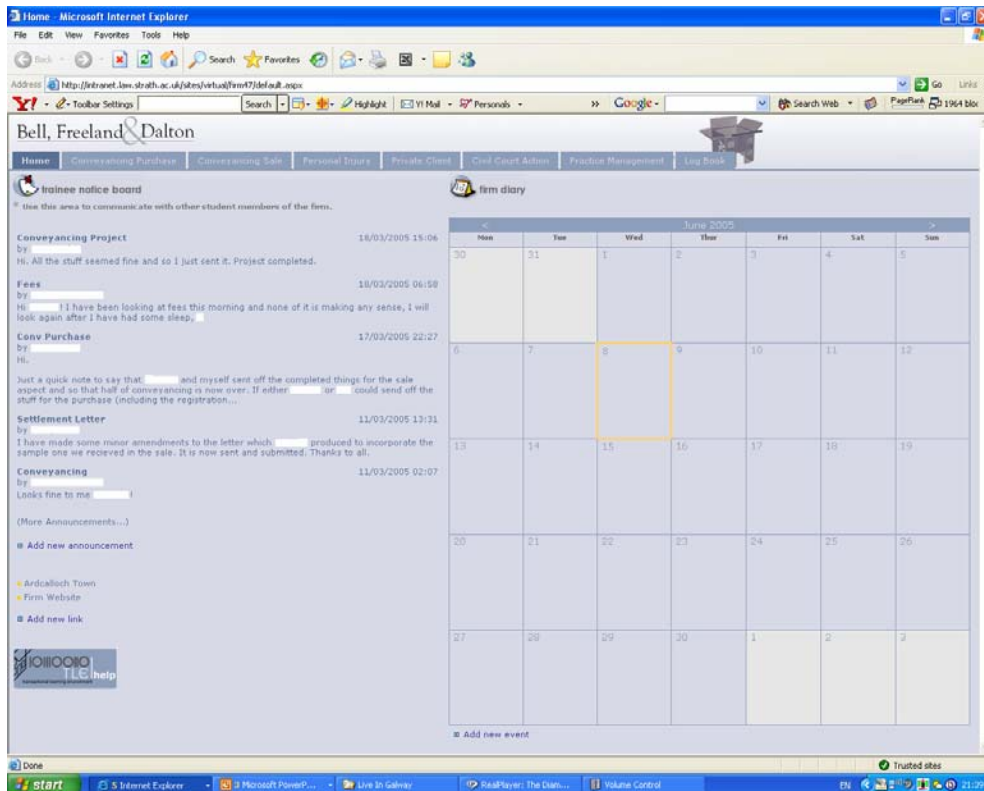 Home - Microsoft Internet Explorer
File Edit View Favorites Tools Help
Back Search Favorites
Address http://intranet.law.strath.ac.uk/sites/virtual/firm47/default.aspx Go Links
Y! Toolbar Settings Search Highlight Y! Mail Personals » Google Search Web PageRank 1964 bloc
Bell, Freeland & Dalton
Home Conveyancing Purchase Conveyancing Sale Personal Injury Private Client Civil Court Action Practice Management Log Book
trainee notice board
* Use this area to communicate with other student members of the firm.
Conveyancing Project 18/03/2005 15:06
by
Hi. All the stuff seemed fine and so I just sent it. Project completed.
Fees 18/03/2005 06:58
by
Hi ! I have been looking at fees this morning and none of it is making any sense, I will
look again after I have had some sleep,
Conv Purchase 17/03/2005 22:27
by
Hi.
Just a quick note to say that and myself sent off the completed things for the sale
aspect and so that half of conveyancing is now over. If either or could send off the
stuff for the purchase (including the registration...
Settlement Letter 11/03/2005 13:31
by
I have made some minor amendments to the letter which produced to incorporate the
sample one we recieved in the sale. It is now sent and submitted. Thanks to all.
Conveyancing 11/03/2005 02:07
by
Looks fine to me !
(More Announcements...)
Add new announcement
Ardcalloch Town
Firm Website
Add new link
TLE help
firm diary
< June 2005 >
Mon Tue Wed Thur Fri Sat Sun
30 31 1 2 3 4 5
6 7 8 9 10 11 12
13 14 15 16 17 18 19
20 21 22 23 24 25 26
27 28 29 30 1 2 3
Add new event
Done Trusted sites
start 5 Internet Explorer 3 Microsoft PowerP... Live In Galway RealPlayer: The Diam... Volume Control EN 21:09